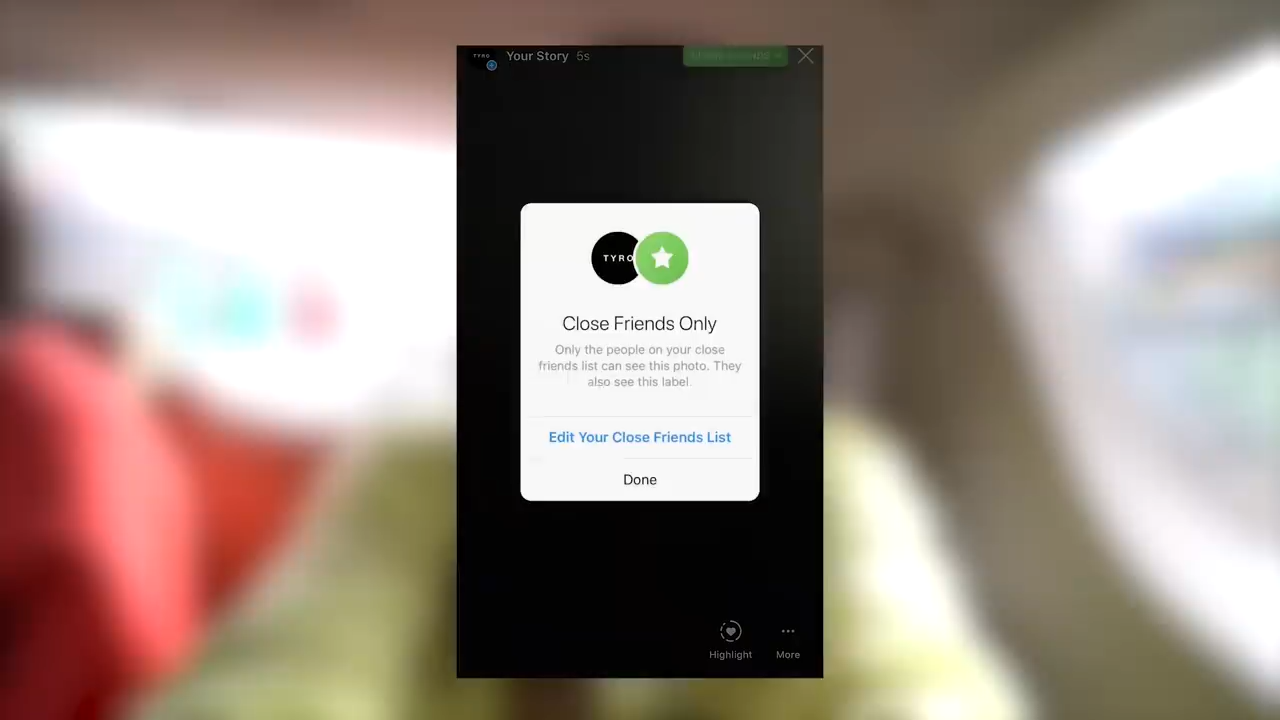 TYRO
Your Story 5s
TYRO
Close Friends Only
Only the people on your close
friends list can see this photo. They
also see this label.
Edit Your Close Friends List
Done
Highlight
More